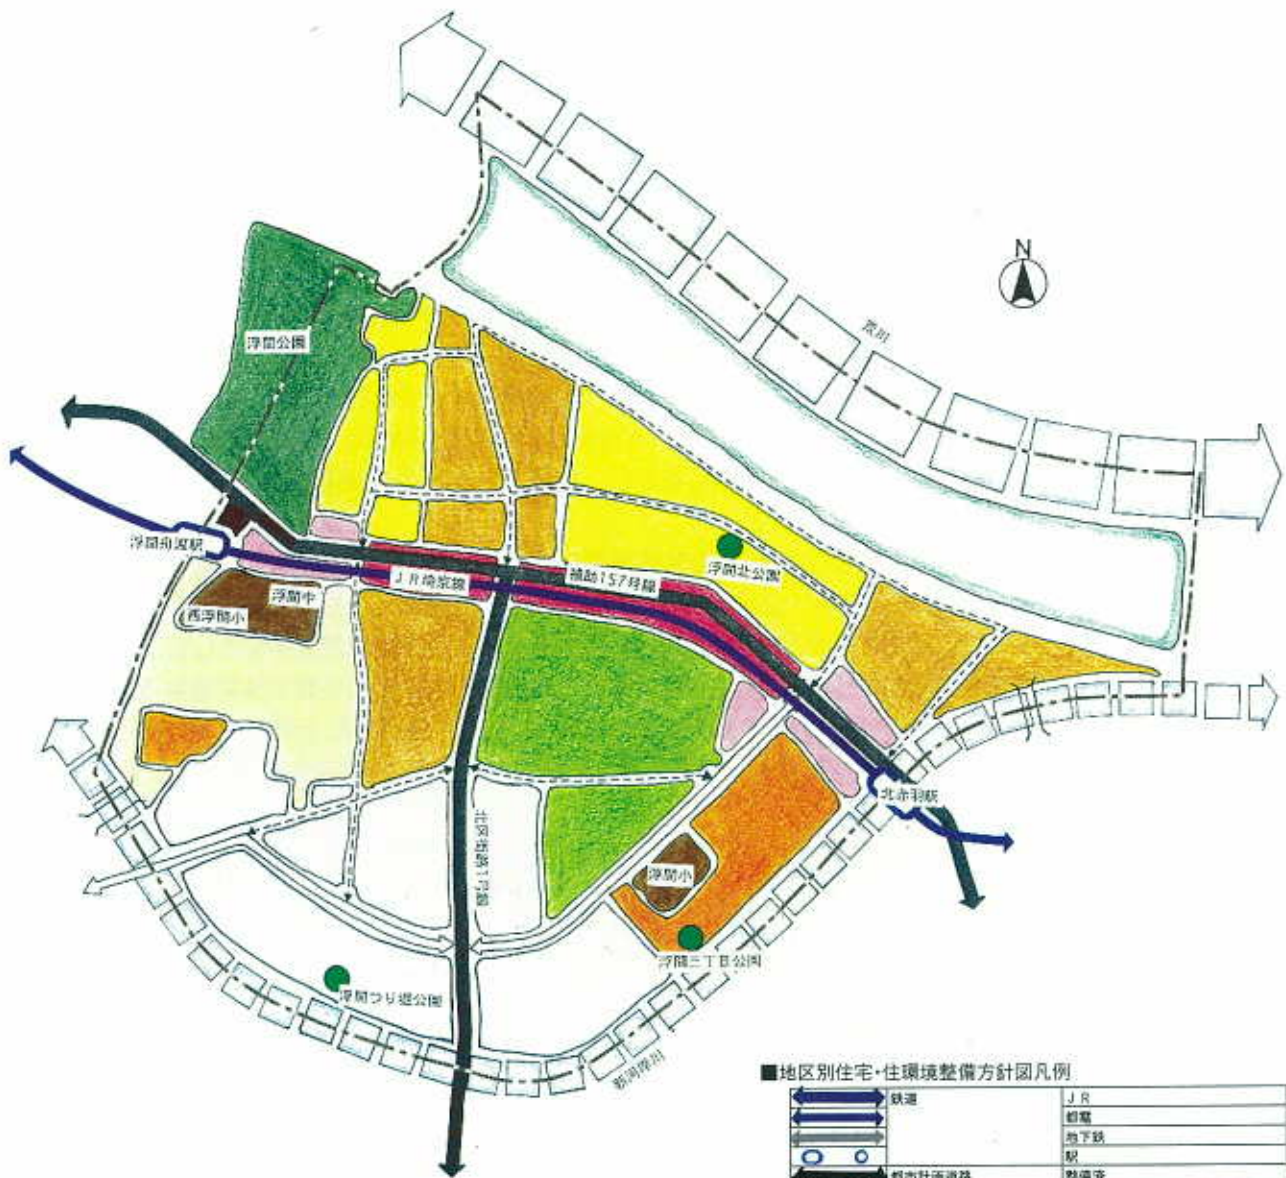 N
荒川
浮間公園
浮間舟渡駅
JR埼京線
補助157号線
浮間北公園
浮間中
西浮間小
北赤羽駅
北区街路1号線
浮間小
浮間三丁目公園
浮間つり堀公園
新河岸川
■地区別住宅・住環境整備方針図凡例
鉄道
JR
都電
地下鉄
駅
都市計画道路
整備済